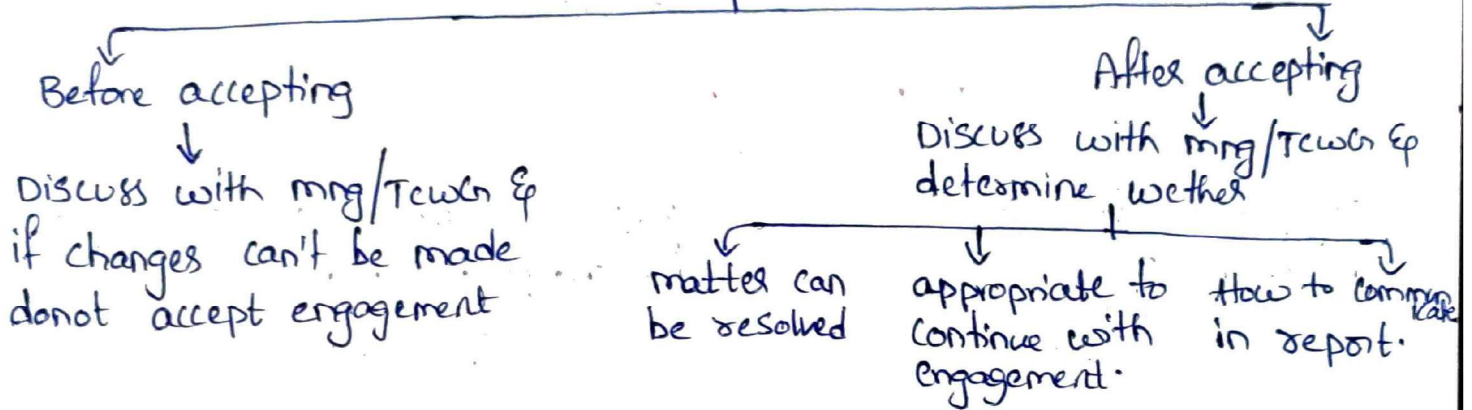 Before accepting
Discuss with mng/TCWG &
if changes can't be made
donot accept engagement
After accepting
Discuss with mng/TCWG &
determine wether
matter can
be resolved
appropriate to
continue with
engagement.
How to communicate
in report.